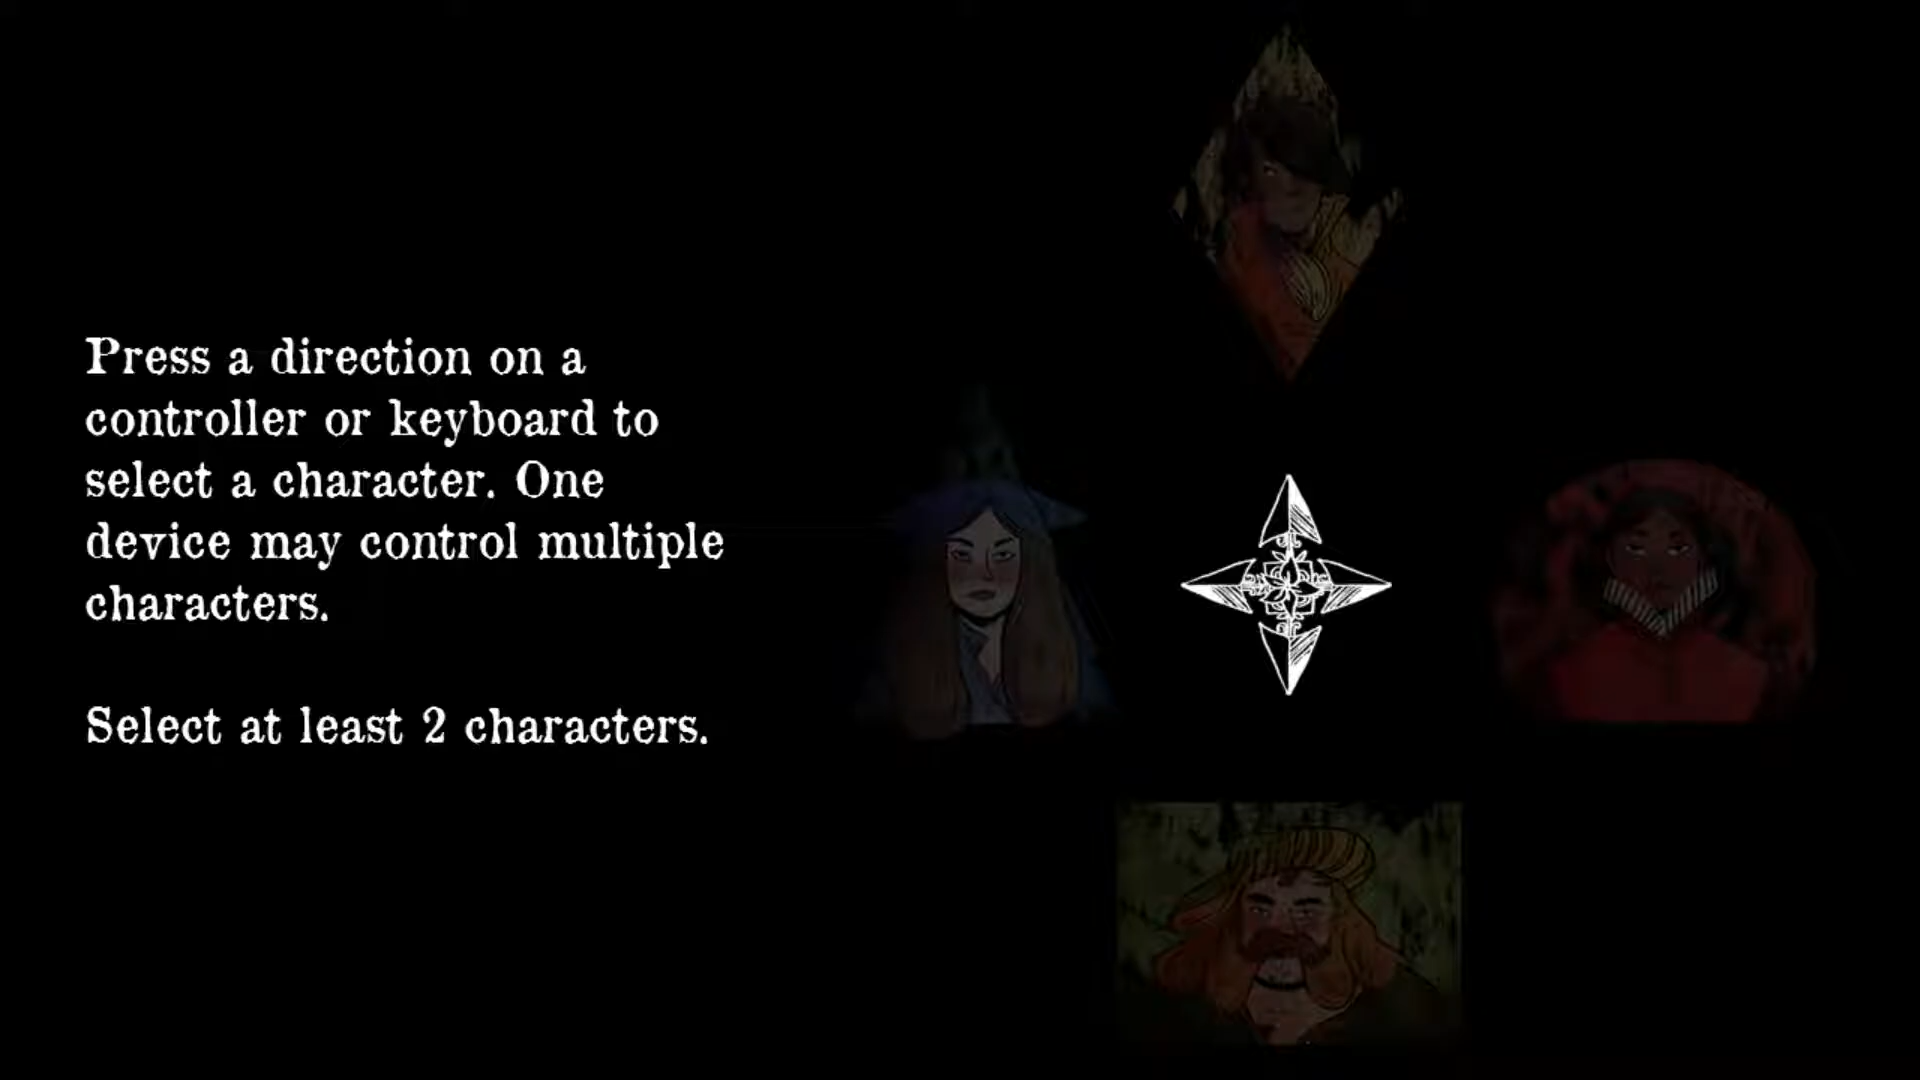 Press a direction on a
controller or keyboard to
select a character. One
device may control multiple
characters.
Select at least 2 characters.